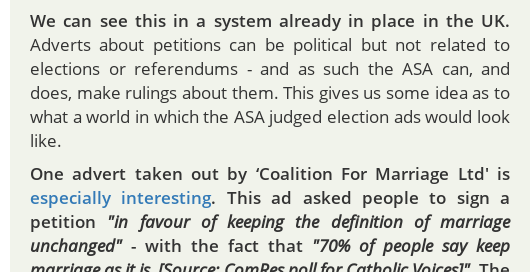 We can see this in a system already in place in the UK.
Adverts about petitions can be political but not related to
elections or referendums - and as such the ASA can, and
does, make rulings about them. This gives us some idea as to
what a world in which the ASA judged election ads would look
like.
One advert taken out by ‘Coalition For Marriage Ltd' is
especially interesting. This ad asked people to sign a
petition "in favour of keeping the definition of marriage
unchanged" - with the fact that "70% of people say keep
marriage as it is. [Source: ComRes poll for Catholic Voices]". The